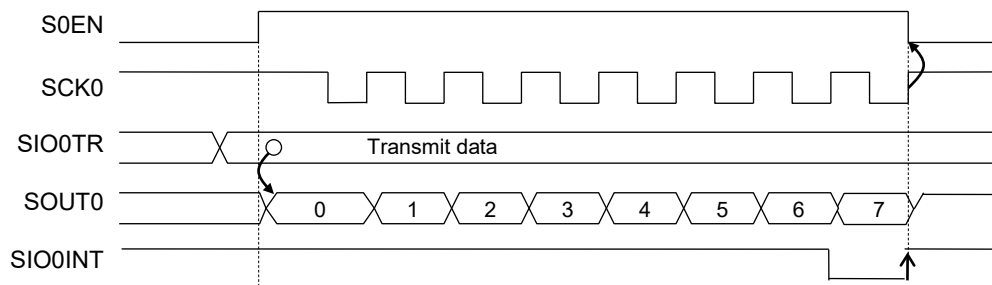 S0EN
SCK0
SIO0TR Transmit data
SOUT0 0 1 2 3 4 5 6 7
SIO0INT